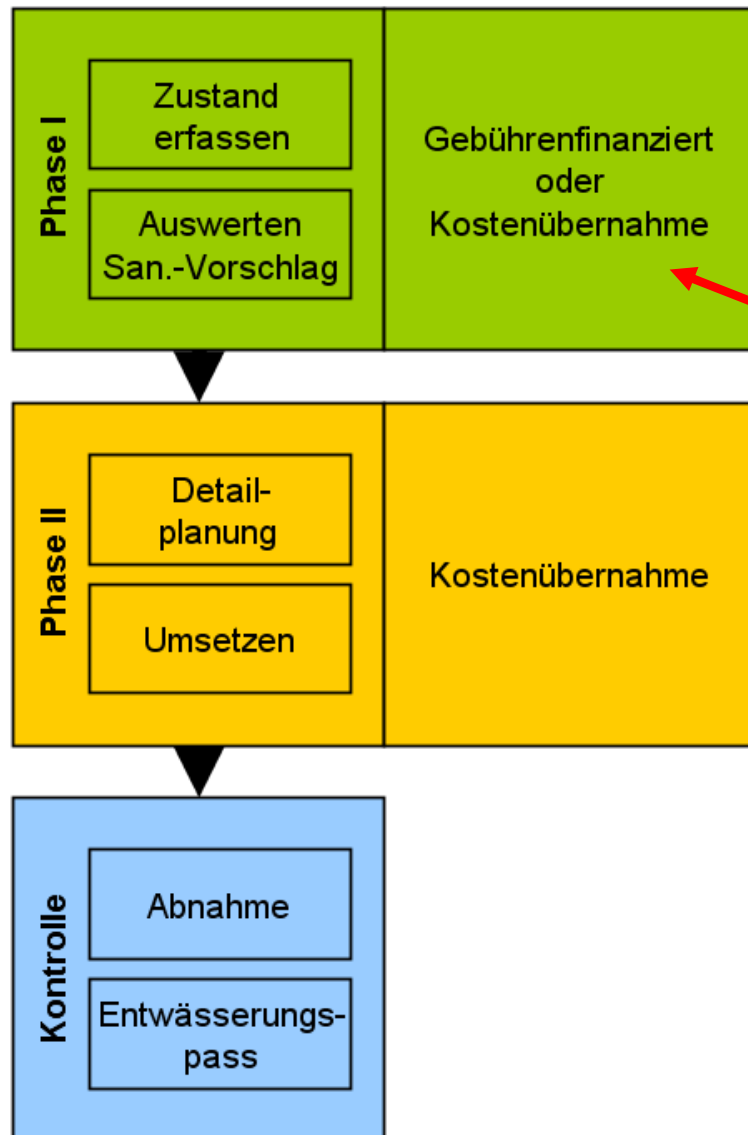 Phase I
Zustand
erfassen
Auswerten
San.-Vorschlag
Gebührenfinanziert
oder
Kostenübernahme
Phase II
Detail-
planung
Umsetzen
Kostenübernahme
Kontrolle
Abnahme
Entwässerungs-
pass